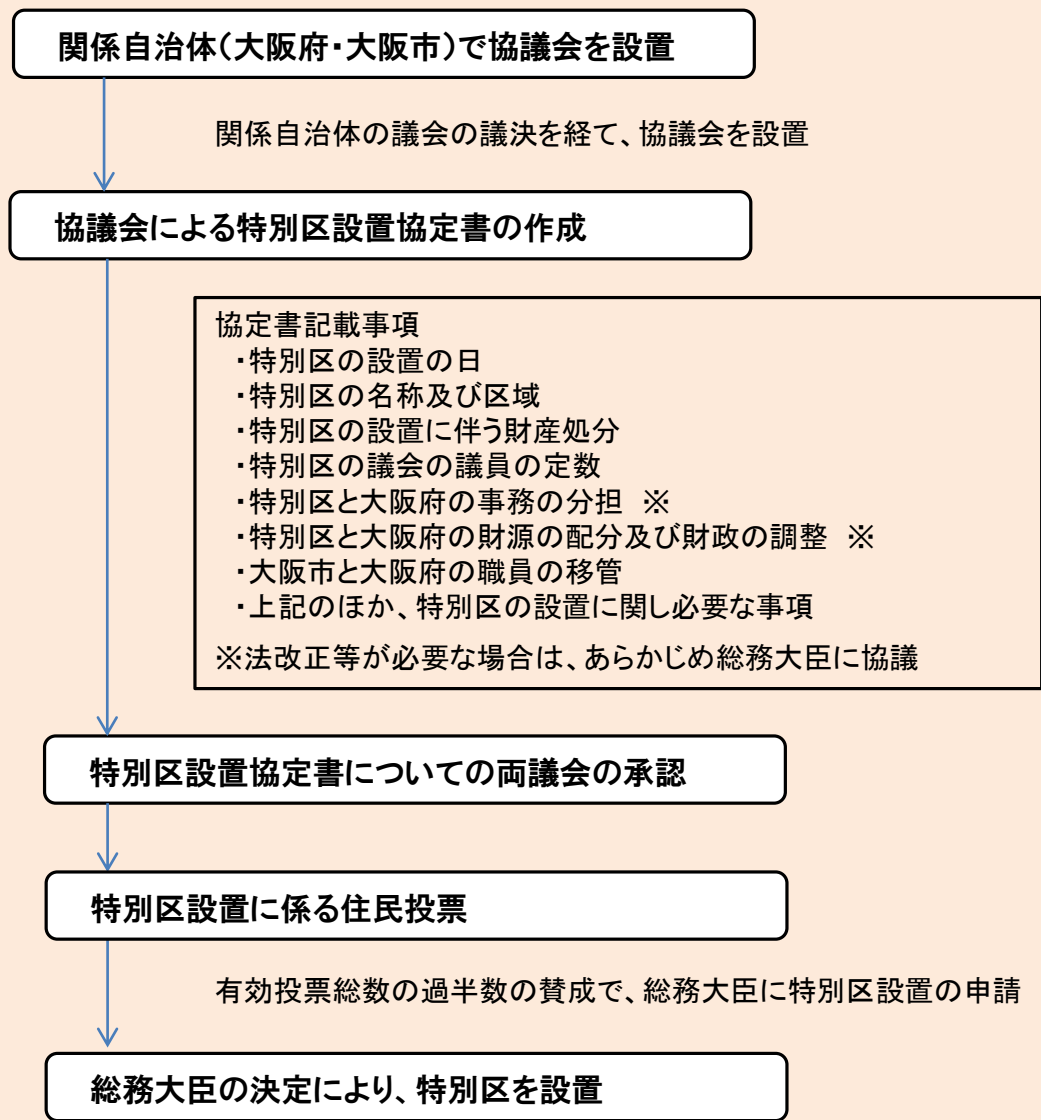 関係自治体(大阪府・大阪市)で協議会を設置
関係自治体の議会の議決を経て、協議会を設置
協議会による特別区設置協定書の作成
協定書記載事項
・特別区の設置の日
・特別区の名称及び区域
・特別区の設置に伴う財産処分
・特別区の議会の議員の定数
・特別区と大阪府の事務の分担 ※
・特別区と大阪府の財源の配分及び財政の調整 ※
・大阪市と大阪府の職員の移管
・上記のほか、特別区の設置に関し必要な事項
※法改正等が必要な場合は、あらかじめ総務大臣に協議
特別区設置協定書についての両議会の承認
特別区設置に係る住民投票
有効投票総数の過半数の賛成で、総務大臣に特別区設置の申請
総務大臣の決定により、特別区を設置